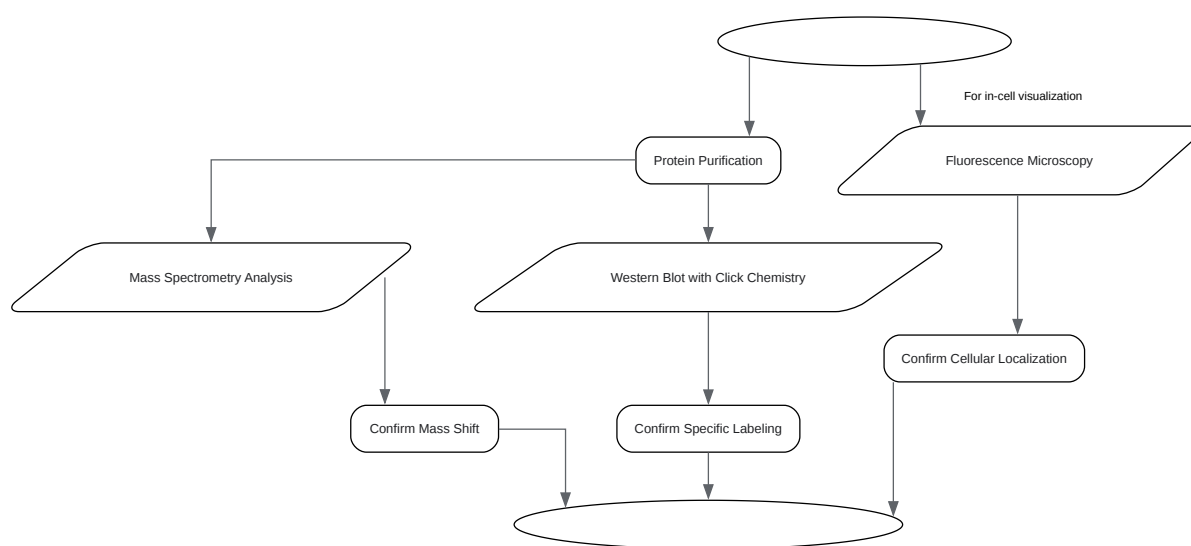 For in-cell visualization
Protein Purification
Fluorescence Microscopy
Mass Spectrometry Analysis
Western Blot with Click Chemistry
Confirm Cellular Localization
Confirm Mass Shift
Confirm Specific Labeling